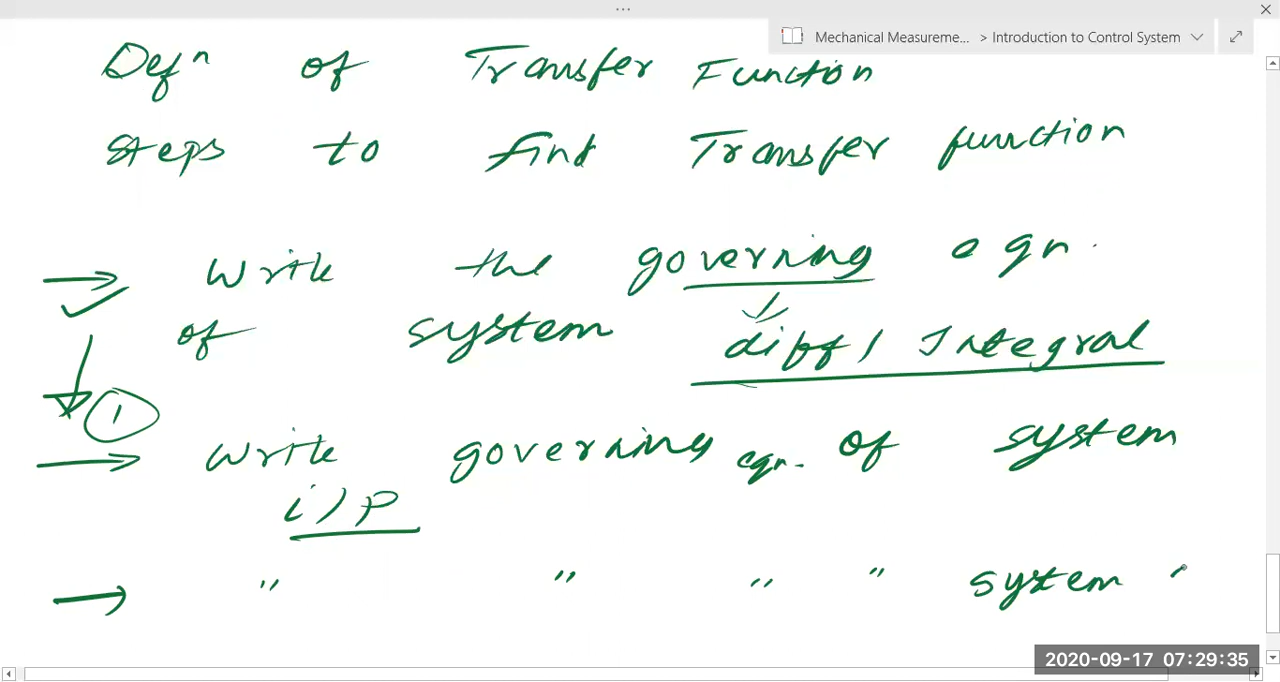 Mechanical Measureme... > Introduction to Control System
Defn of Transfer Function
steps to find Transfer function
→ Write the governing eqn.
of system diff / Integral
1
→ Write governing eqn. of system
i/p
→ " " " " system
2020-09-17 07:29:35